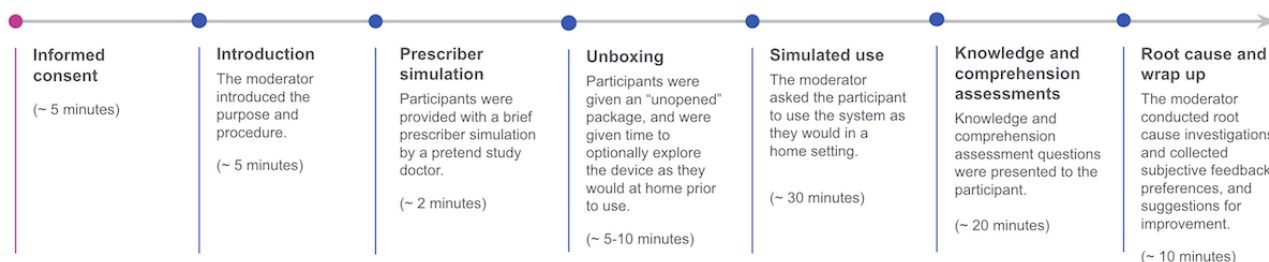 Informed
consent
(~ 5 minutes)
Introduction
The moderator
introduced the
purpose and
procedure.
(~ 5 minutes)
Prescriber
simulation
Participants were
provided with a brief
prescriber simulation
by a pretend study
doctor.
(~ 2 minutes)
Unboxing
Participants were
given an “unopened”
package, and were
given time to
optionally explore
the device as they
would at home prior
to use.
(~ 5-10 minutes)
Simulated use
The moderator
asked the participant
to use the system as
they would in a
home setting.
(~ 30 minutes)
Knowledge and
comprehension
assessments
Knowledge and
comprehension
assessment questions
were presented to the
participant.
(~ 20 minutes)
Root cause and
wrap up
The moderator
conducted root
cause investigations
and collected
subjective feedback
preferences, and
suggestions for
improvement.
(~ 10 minutes)